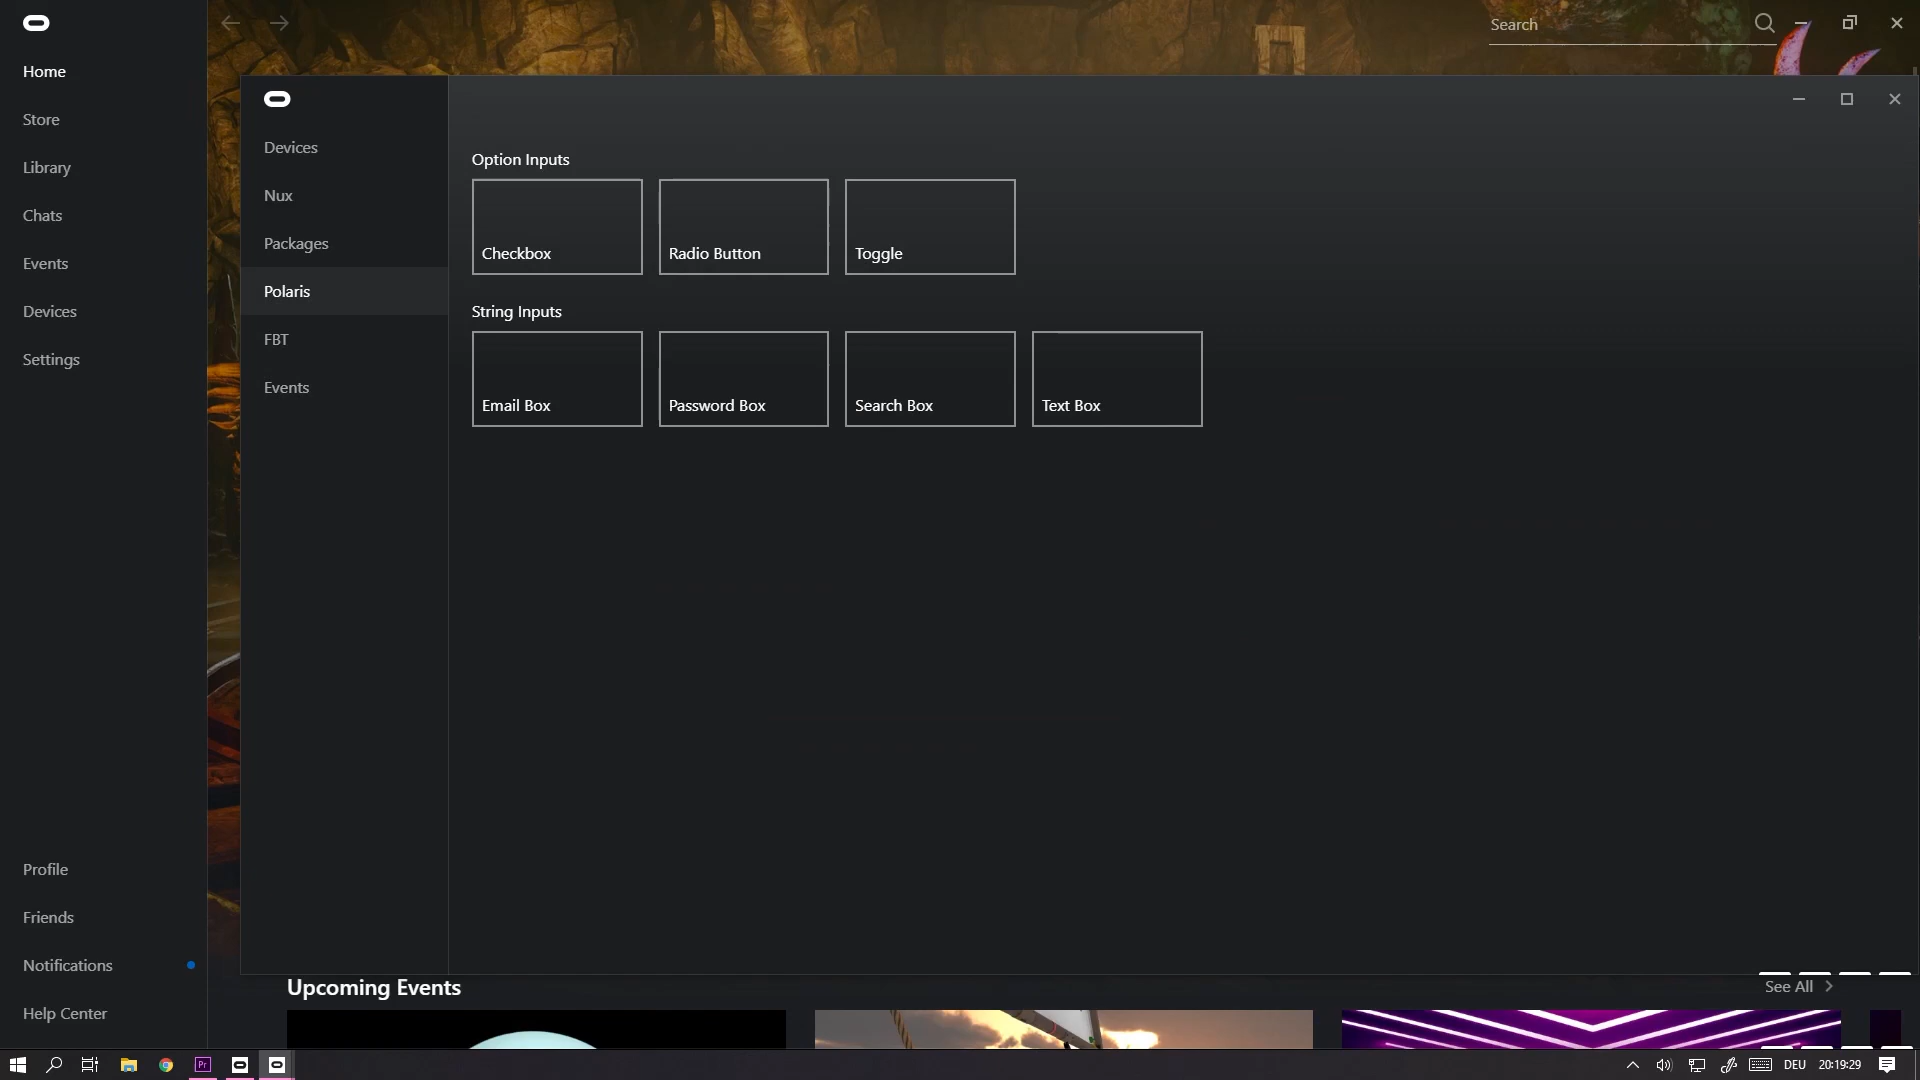 Search
Home
Store
Library
Chats
Events
Devices
Settings
Profile
Friends
Notifications
Help Center
Devices
Nux
Packages
Polaris
FBT
Events
Option Inputs
Checkbox
Radio Button
Toggle
String Inputs
Email Box
Password Box
Search Box
Text Box
Upcoming Events
See All
Pr
DEU
20:19:29